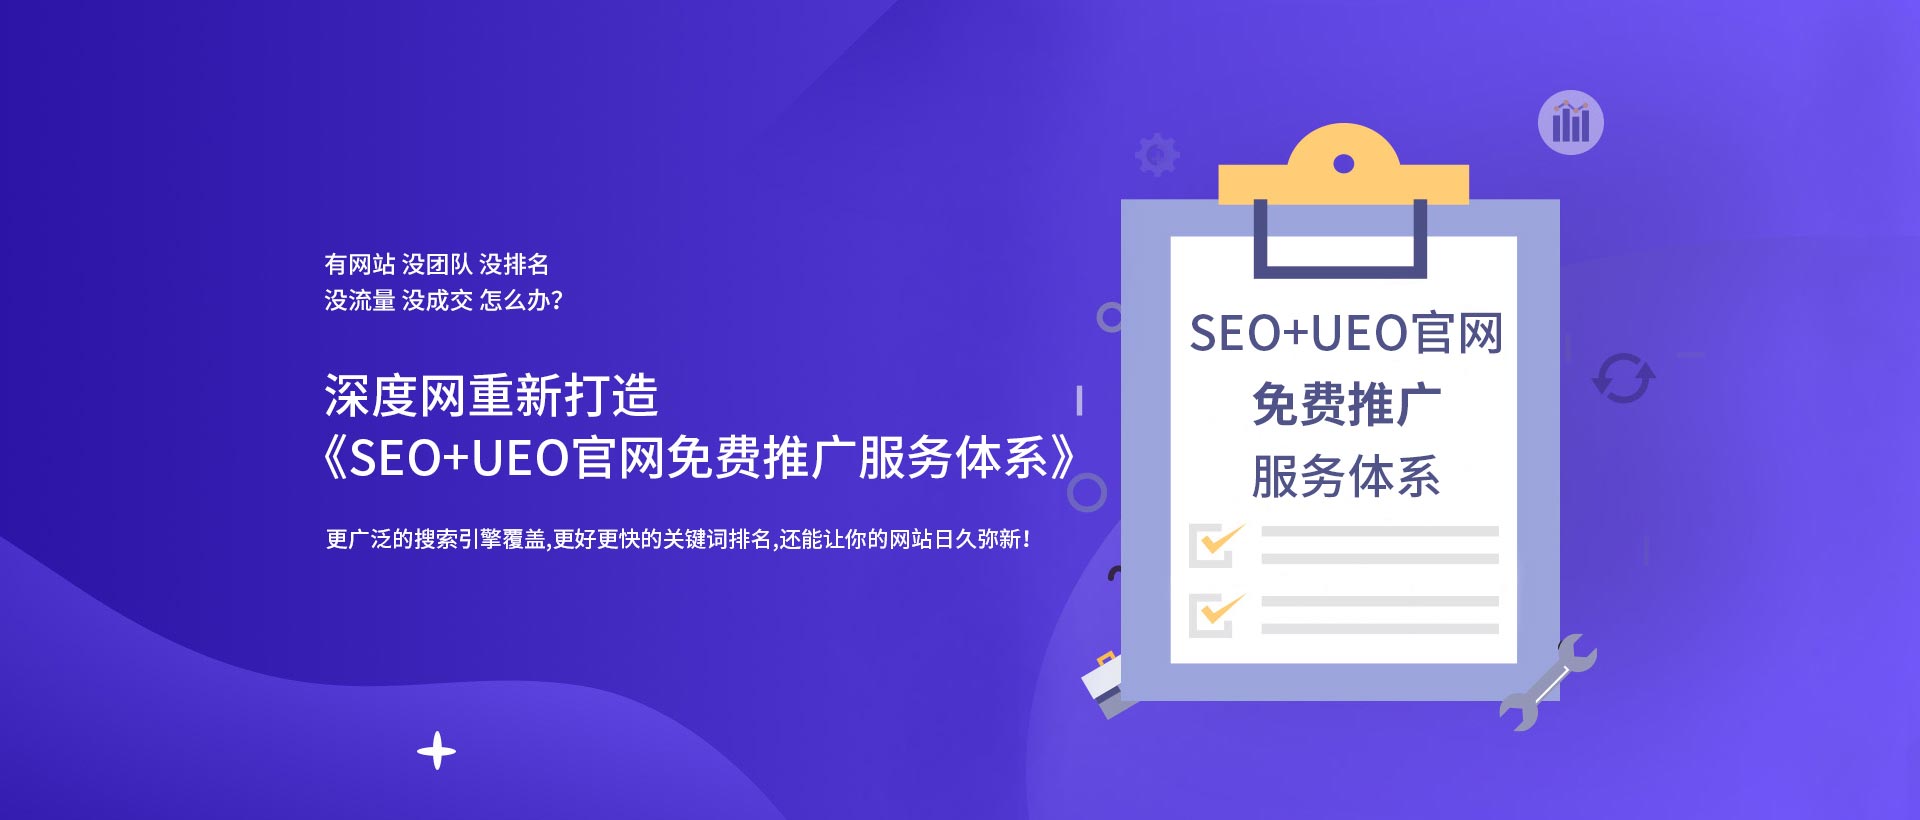 有网站 没团队 没排名
没流量 没成交 怎么办?
深度网重新打造
《SEO+UEO官网免费推广服务体系》
更广泛的搜索引擎覆盖,更好更快的关键词排名,还能让你的网站日久弥新!
SEO+UEO官网
免费推广
服务体系